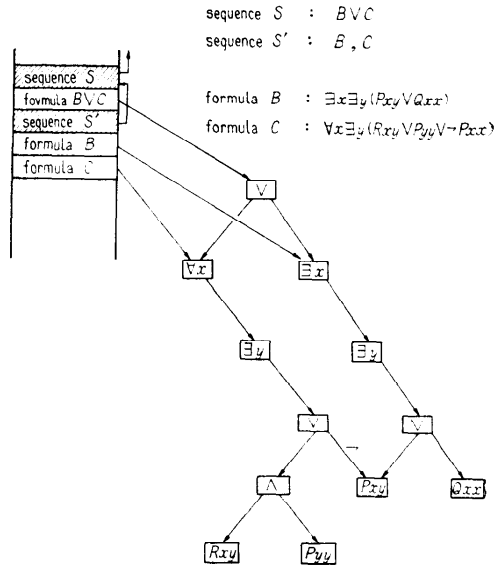 sequence S : B∨C
sequence S' : B , C
sequence S
fovmula B∨C
formula B : ∃x∃y(Pxy∨Qxx)
sequence S'
formula C : ∀x∃y(Rxy∨Pyy∨¬Pxx)
formula B
formula C
∨
∀x
∃x
∃y
∃y
∨
∨
¬
∧
Pxy
Qxx
Rxy
Pyy